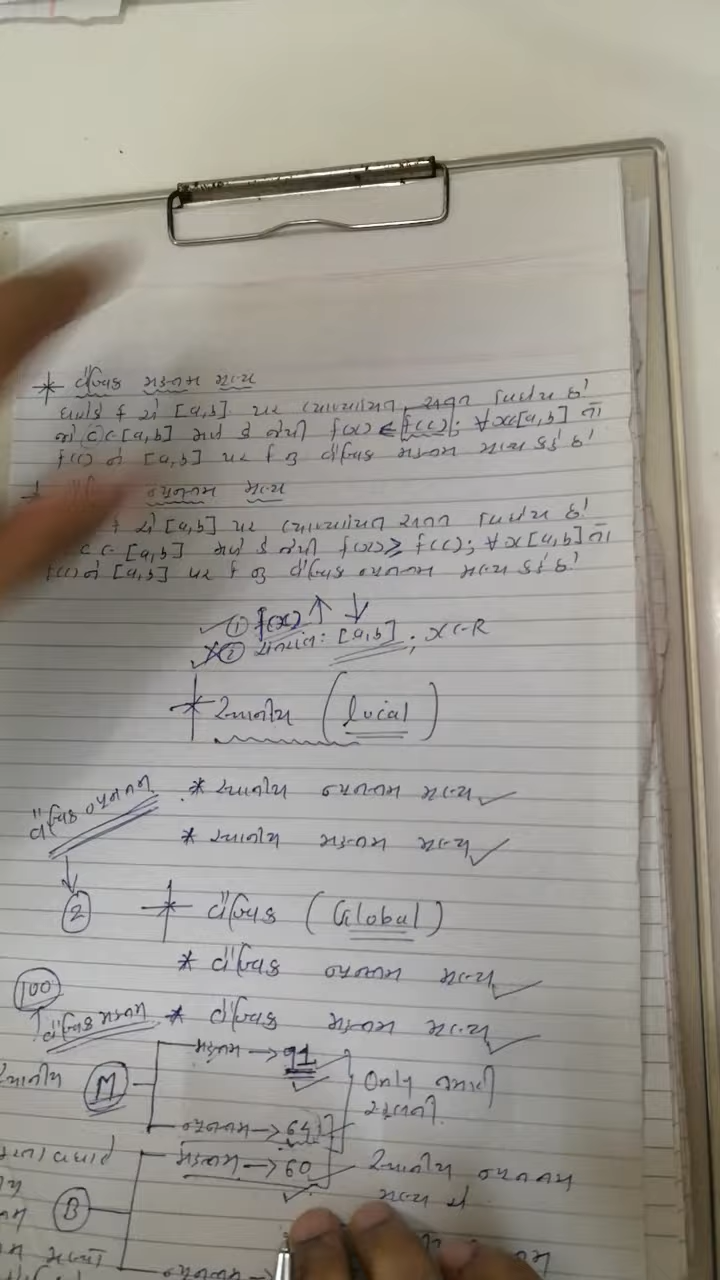 * વૈશ્વિક મહત્તમ મૂલ્ય
ધારો કે f એ [a,b] પર વ્યાખ્યાયિત સતત વિધેય છે.
જો c∈[a,b] મળે કે જેથી f(x) ≤ f(c); ∀x∈[a,b] તો
f(c) ને [a,b] પર f નું વૈશ્વિક મહત્તમ મૂલ્ય કહે છે.
ન્યૂનતમ મૂલ્ય
f એ [a,b] પર વ્યાખ્યાયિત સતત વિધેય છે.
c∈[a,b] મળે કે જેથી f(x) ≥ f(c); ∀x[a,b] તો
f(c) ને [a,b] પર f નું વૈશ્વિક ન્યૂનતમ મૂલ્ય કહે છે.
① f(x) ↑ ↓
② [a,b] ; x∈R
* સ્થાનીય (local)
* સ્થાનીય ન્યૂનતમ મૂલ્ય ✓
વૈશ્વિક ન્યૂનતમ
* સ્થાનીય મહત્તમ મૂલ્ય ✓
②
* વૈશ્વિક (Global)
* વૈશ્વિક ન્યૂનતમ મૂલ્ય ✓
100
વૈશ્વિક મહત્તમ
* વૈશ્વિક મહત્તમ મૂલ્ય ✓
મહત્તમ → 91
સ્થાનીય M
Only
ન્યૂનતમ → 64
મહત્તમ → 60
સ્થાનીય ન્યૂનતમ
મૂલ્ય
B
ન્યૂનતમ →